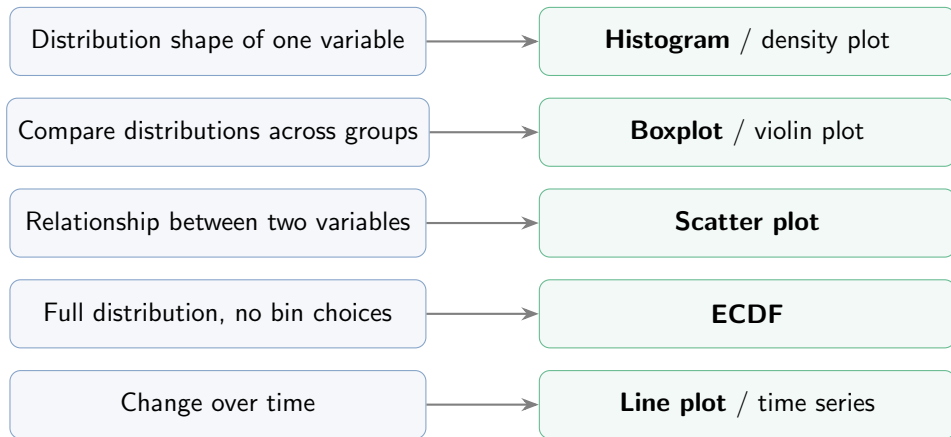 Distribution shape of one variable
Histogram / density plot
Compare distributions across groups
Boxplot / violin plot
Relationship between two variables
Scatter plot
Full distribution, no bin choices
ECDF
Change over time
Line plot / time series